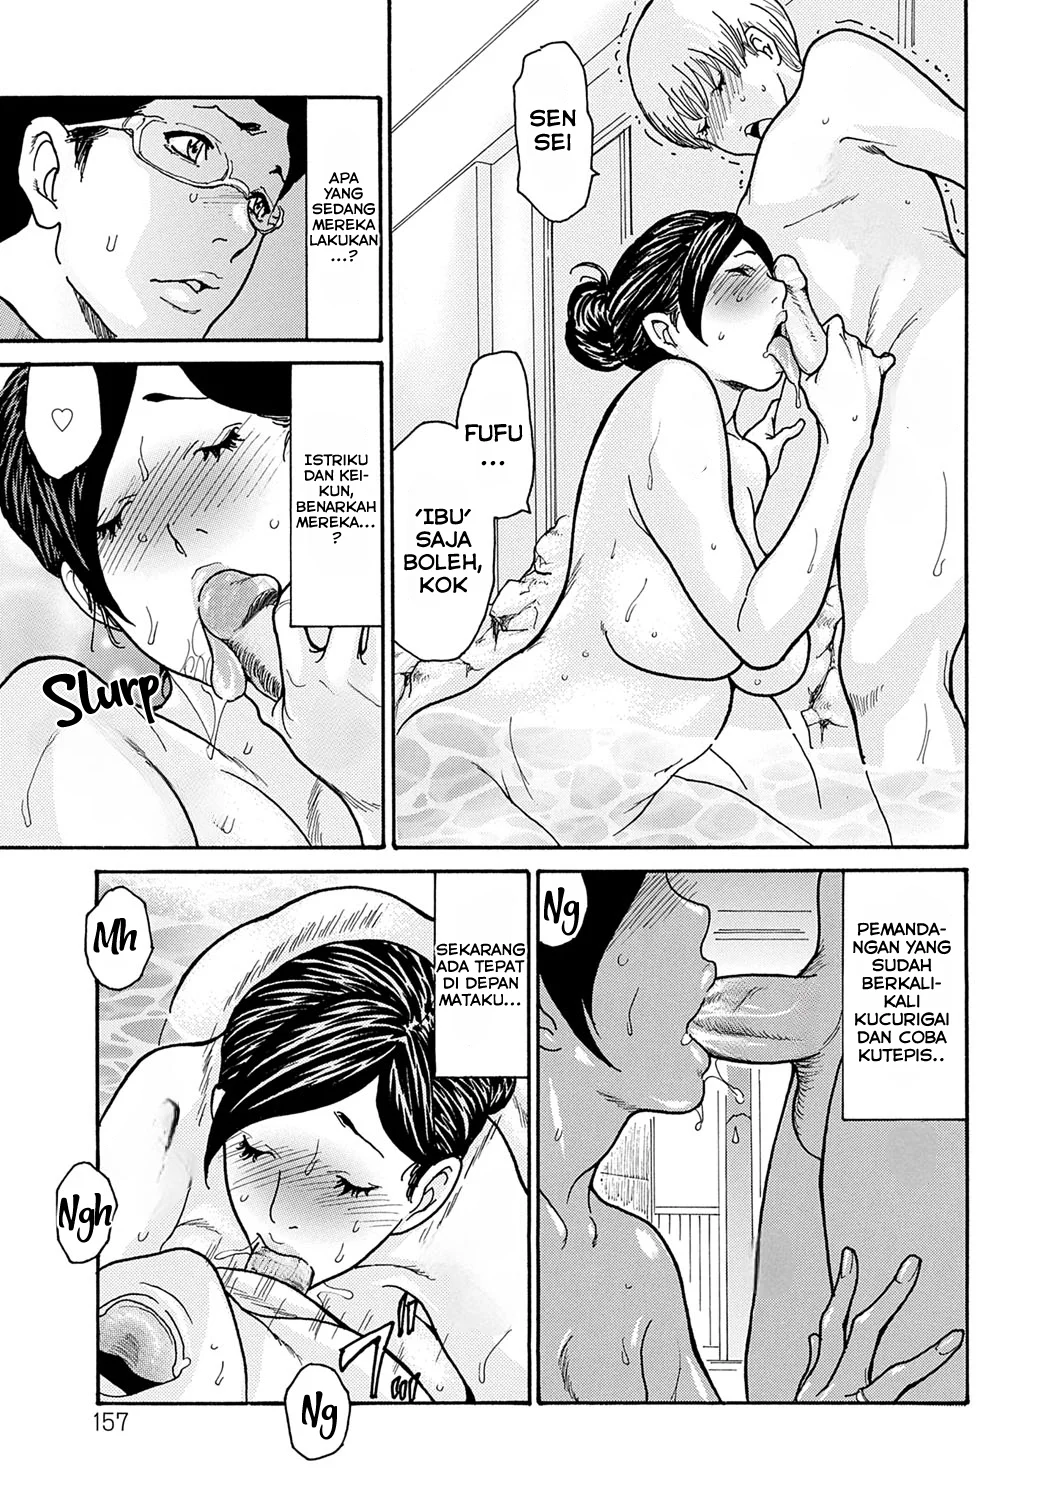 SEN
SEI
FUFU
...
'IBU'
SAJA
BOLEH,
KOK
APA
YANG
SEDANG
MEREKA
LAKUKAN
...?
♡
ISTRIKU
DAN KEI-
KUN,
BENARKAH
MEREKA...
?
Slurp
PEMANDA-
NGAN YANG
SUDAH
BERKALI-
KALI
KUCURIGAI
DAN COBA
KUTEPIS..
Ng
SEKARANG
ADA TEPAT
DI DEPAN
MATAKU...
Mh
Ngh
Ng
157